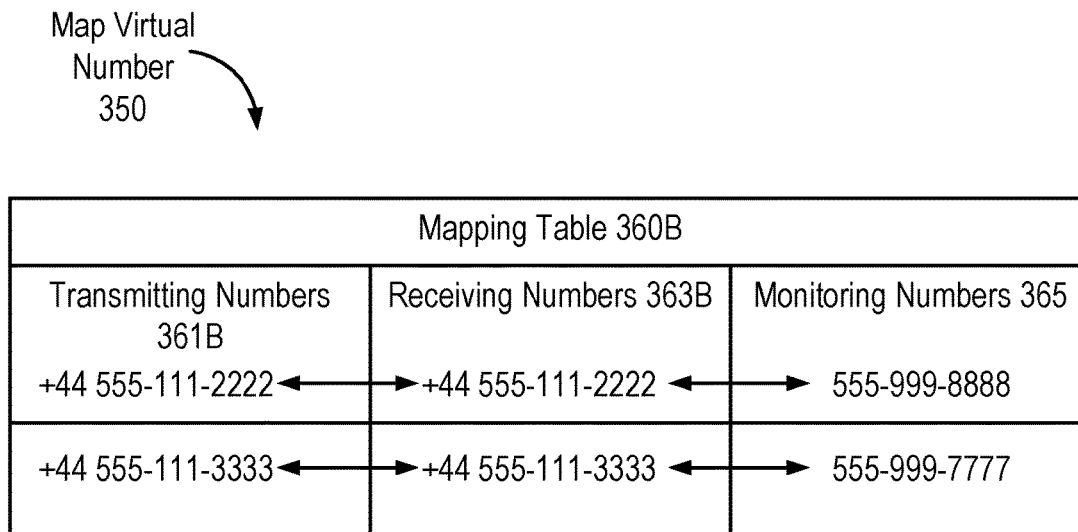 Map Virtual
Number
350
Mapping Table 360B
Transmitting Numbers
361B
Receiving Numbers 363B
Monitoring Numbers 365
+44 555-111-2222
+44 555-111-2222
555-999-8888
+44 555-111-3333
+44 555-111-3333
555-999-7777